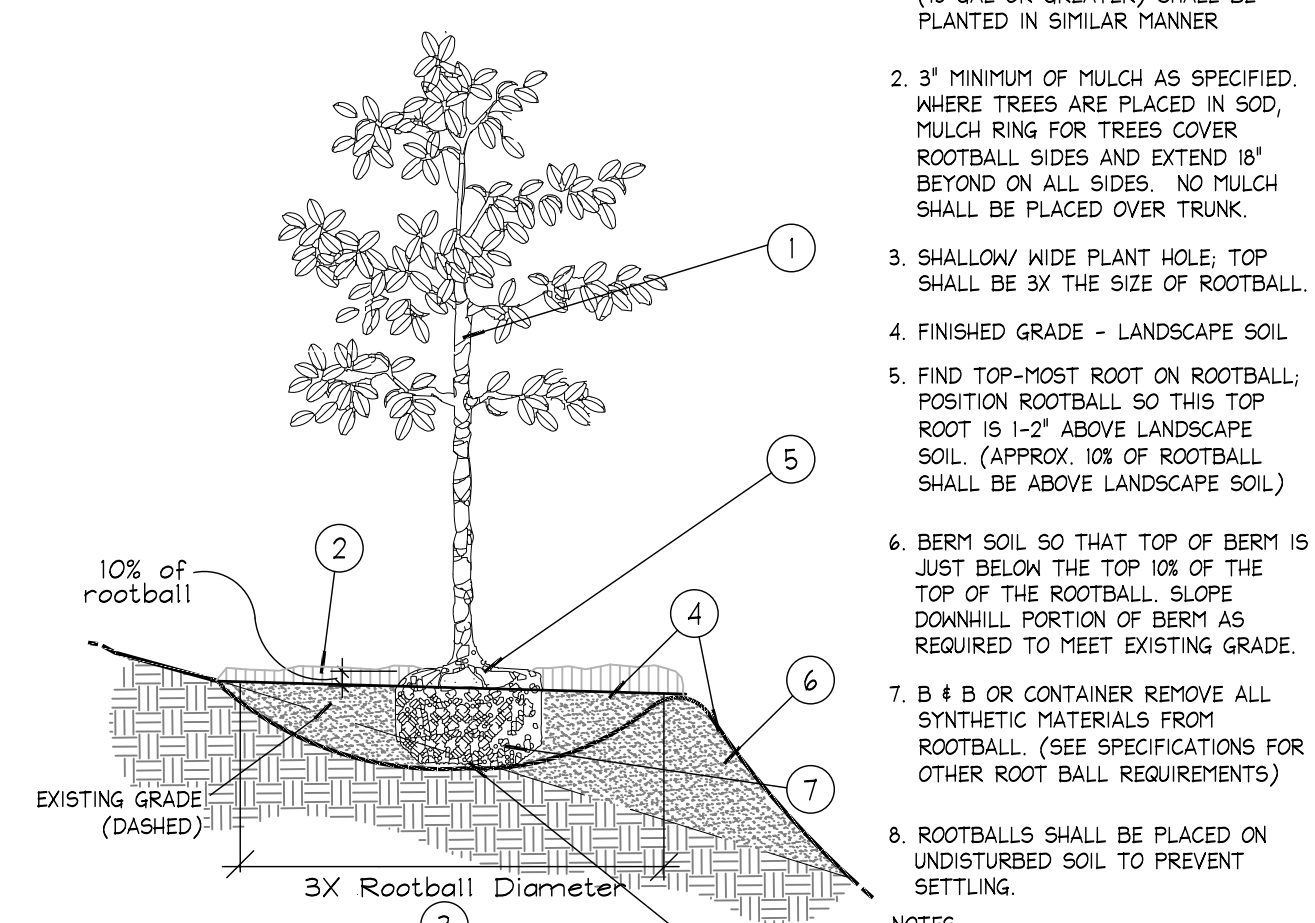 (15 GAL OR GREATER) SHALL BE
PLANTED IN SIMILAR MANNER
2. 3" MINIMUM OF MULCH AS SPECIFIED.
WHERE TREES ARE PLACED IN SOD,
MULCH RING FOR TREES COVER
ROOTBALL SIDES AND EXTEND 18"
BEYOND ON ALL SIDES. NO MULCH
SHALL BE PLACED OVER TRUNK.
3. SHALLOW/ WIDE PLANT HOLE; TOP
SHALL BE 3X THE SIZE OF ROOTBALL.
4. FINISHED GRADE - LANDSCAPE SOIL
5. FIND TOP-MOST ROOT ON ROOTBALL;
POSITION ROOTBALL SO THIS TOP
ROOT IS 1-2" ABOVE LANDSCAPE
SOIL. (APPROX. 10% OF ROOTBALL
SHALL BE ABOVE LANDSCAPE SOIL)
6. BERM SOIL SO THAT TOP OF BERM IS
JUST BELOW THE TOP 10% OF THE
TOP OF THE ROOTBALL. SLOPE
DOWNHILL PORTION OF BERM AS
REQUIRED TO MEET EXISTING GRADE.
7. B & B OR CONTAINER REMOVE ALL
SYNTHETIC MATERIALS FROM
ROOTBALL. (SEE SPECIFICATIONS FOR
OTHER ROOT BALL REQUIREMENTS)
8. ROOTBALLS SHALL BE PLACED ON
UNDISTURBED SOIL TO PREVENT
SETTLING.
NOTES
1
5
2
10% of
rootball
4
6
7
EXISTING GRADE
(DASHED)
3X Rootball Diameter
3